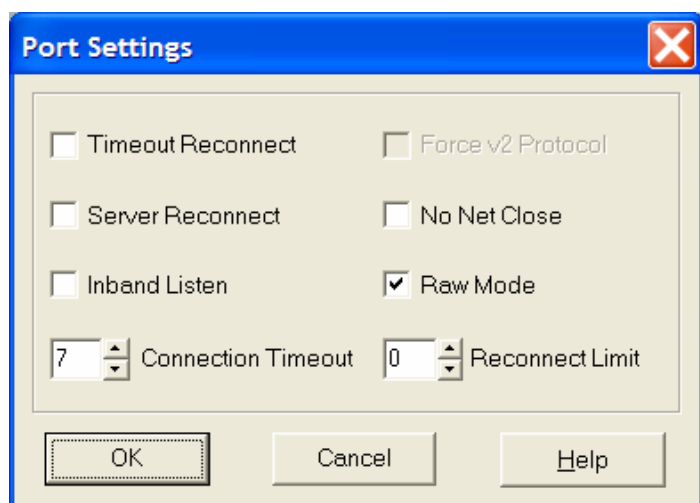 Port Settings
Timeout Reconnect
Force v2 Protocol
Server Reconnect
No Net Close
Inband Listen
Raw Mode
7 Connection Timeout
0 Reconnect Limit
OK
Cancel
Help